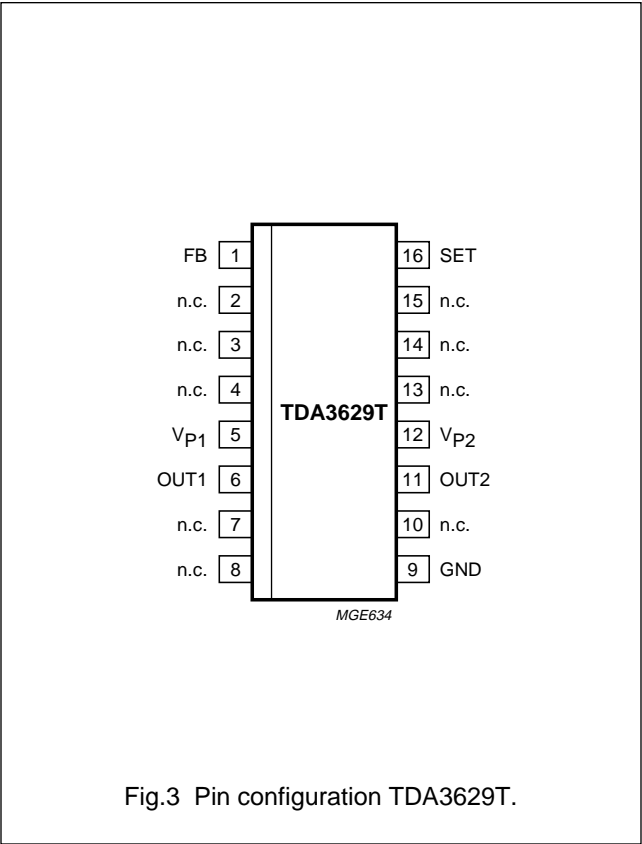 FB 1 16 SET
n.c. 2 15 n.c.
n.c. 3 14 n.c.
n.c. 4 13 n.c.
TDA3629T
VP1 5 12 VP2
OUT1 6 11 OUT2
n.c. 7 10 n.c.
n.c. 8 9 GND
MGE634
Fig.3 Pin configuration TDA3629T.